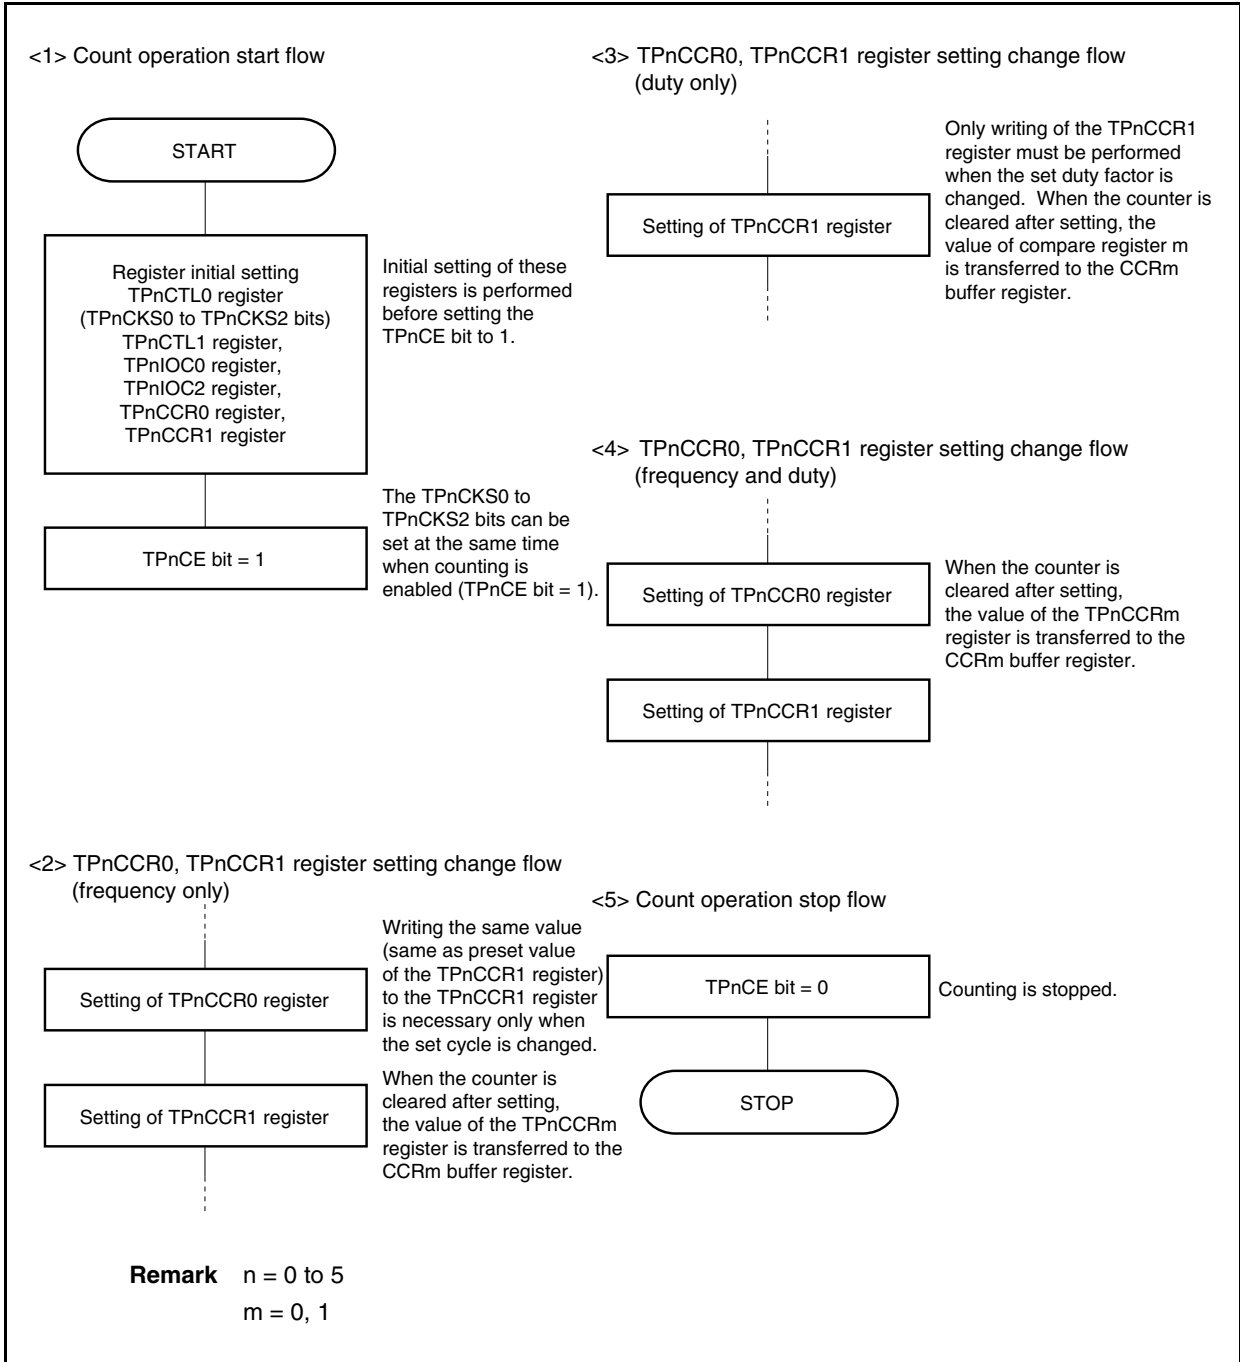 <1> Count operation start flow
START
Register initial setting
TPnCTL0 register
(TPnCKS0 to TPnCKS2 bits)
TPnCTL1 register,
TPnIOC0 register,
TPnIOC2 register,
TPnCCR0 register,
TPnCCR1 register
Initial setting of these
registers is performed
before setting the
TPnCE bit to 1.
TPnCE bit = 1
The TPnCKS0 to
TPnCKS2 bits can be
set at the same time
when counting is
enabled (TPnCE bit = 1).
<2> TPnCCR0, TPnCCR1 register setting change flow
(frequency only)
Setting of TPnCCR0 register
Writing the same value
(same as preset value
of the TPnCCR1 register)
to the TPnCCR1 register
is necessary only when
the set cycle is changed.
Setting of TPnCCR1 register
When the counter is
cleared after setting,
the value of the TPnCCRm
register is transferred to the
CCRm buffer register.
<3> TPnCCR0, TPnCCR1 register setting change flow
(duty only)
Setting of TPnCCR1 register
Only writing of the TPnCCR1
register must be performed
when the set duty factor is
changed.  When the counter is
cleared after setting, the
value of compare register m
is transferred to the CCRm
buffer register.
<4> TPnCCR0, TPnCCR1 register setting change flow
(frequency and duty)
Setting of TPnCCR0 register
When the counter is
cleared after setting,
the value of the TPnCCRm
register is transferred to the
CCRm buffer register.
Setting of TPnCCR1 register
<5> Count operation stop flow
TPnCE bit = 0
Counting is stopped.
STOP
Remark n = 0 to 5
m = 0, 1